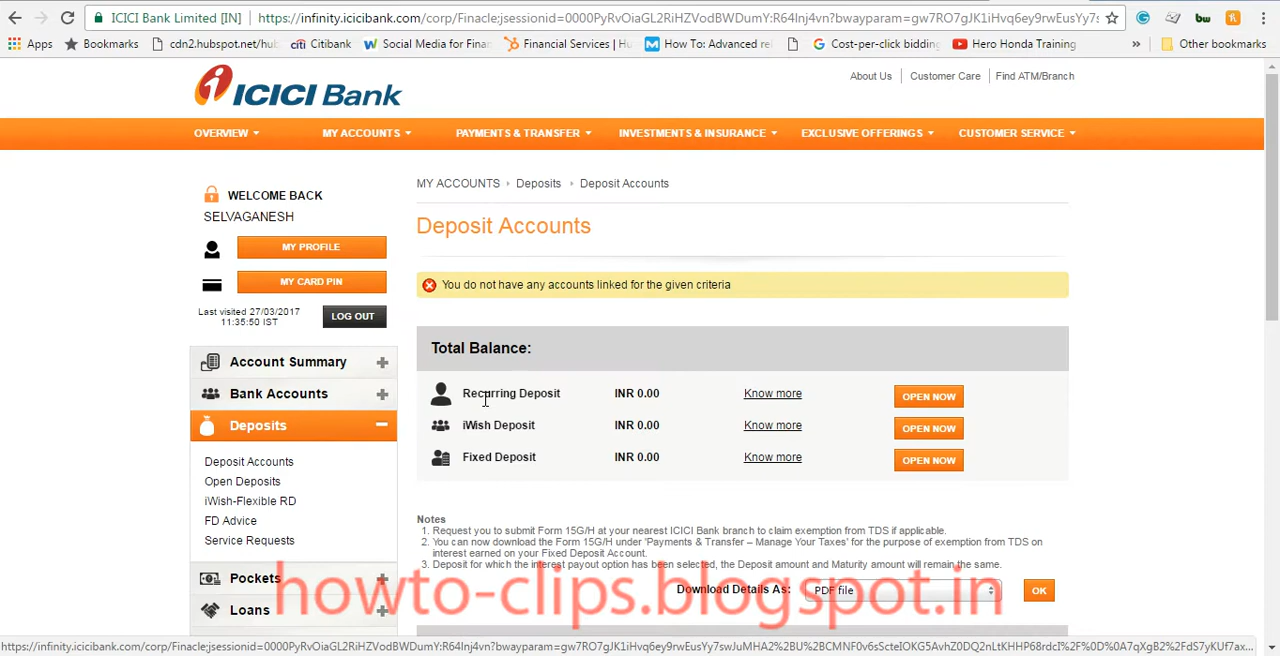 ICICI Bank Limited [IN] https://infinity.icicibank.com/corp/Finacle;jsessionid=0000PyRvOiaGL2RiHZVodBWDumY:R64Inj4vn?bwayparam=gw7RO7gJK1iHvq6ey9rwEusYy7s
Apps Bookmarks cdn2.hubspot.net/hub citi Citibank Social Media for Finan Financial Services | Hu How To: Advanced re Cost-per-click bidding Hero Honda Training » Other bookmarks
ICICI Bank
About Us Customer Care Find ATM/Branch
OVERVIEW MY ACCOUNTS PAYMENTS & TRANSFER INVESTMENTS & INSURANCE EXCLUSIVE OFFERINGS CUSTOMER SERVICE
WELCOME BACK
SELVAGANESH
MY PROFILE
MY CARD PIN
Last visited 27/03/2017
11:35:50 IST
LOG OUT
Account Summary
Bank Accounts
Deposits
Deposit Accounts
Open Deposits
iWish-Flexible RD
FD Advice
Service Requests
Pockets
Loans
MY ACCOUNTS Deposits Deposit Accounts
Deposit Accounts
You do not have any accounts linked for the given criteria
Total Balance:
Recurring Deposit INR 0.00 Know more OPEN NOW
iWish Deposit INR 0.00 Know more OPEN NOW
Fixed Deposit INR 0.00 Know more OPEN NOW
Notes
1. Request you to submit Form 15G/H at your nearest ICICI Bank branch to claim exemption from TDS if applicable.
2. You can now download the Form 15G/H under 'Payments & Transfer – Manage Your Taxes' for the purpose of exemption from TDS on
interest earned on your Fixed Deposit Account.
3. Deposit for which the interest payout option has been selected, the Deposit amount and Maturity amount will remain the same.
Download Details As: PDF file OK
howto-clips.blogspot.in